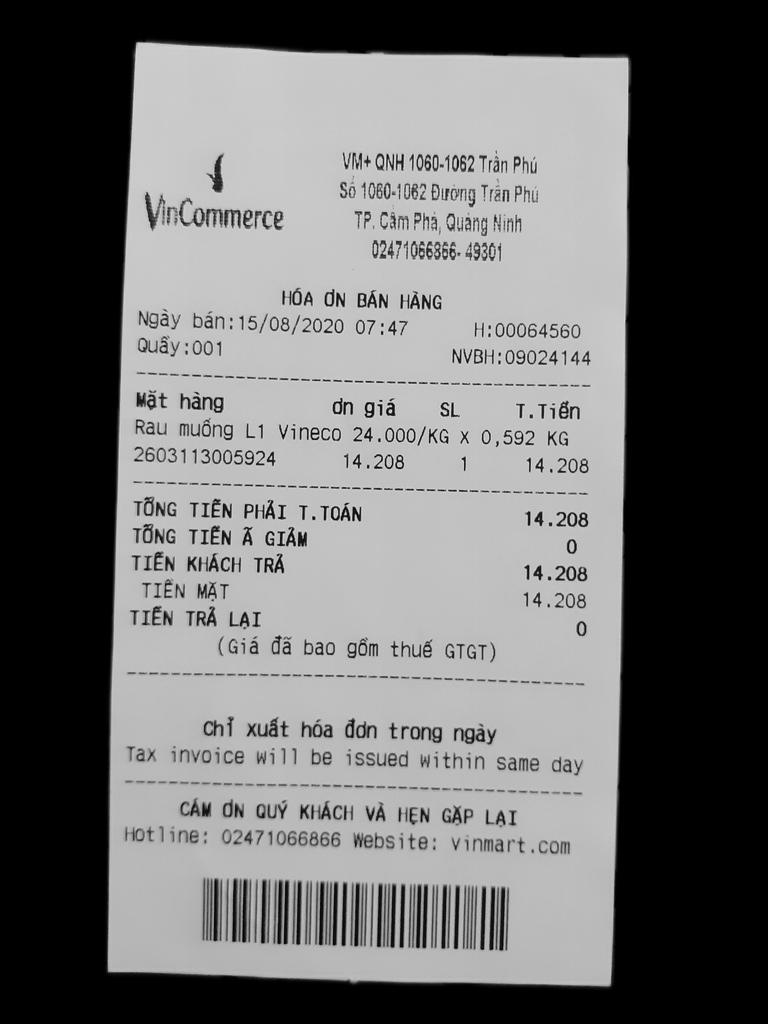 VinCommerce
VM+ QNH 1060-1062 Trần Phú
Số 1060-1062 Đường Trần Phú
TP. Cẩm Phả, Quảng Ninh
02471066866- 49301
HÓA ƠN BÁN HÀNG
Ngày bán:15/08/2020 07:47 H:00064560
Quầy:001 NVBH:09024144
Mặt hàng ơn giá SL T.Tiền
Rau muống L1 Vineco 24.000/KG x 0,592 KG
2603113005924 14.208 1 14.208
TỔNG TIỀN PHẢI T.TOÁN 14.208
TỔNG TIỀN Ã GIẢM 0
TIỀN KHÁCH TRẢ 14.208
TIỀN MẶT 14.208
TIỀN TRẢ LẠI 0
(Giá đã bao gồm thuế GTGT)
Chỉ xuất hóa đơn trong ngày
Tax invoice will be issued within same day
CẢM ƠN QUÝ KHÁCH VÀ HẸN GẶP LẠI
Hotline: 02471066866 Website: vinmart.com